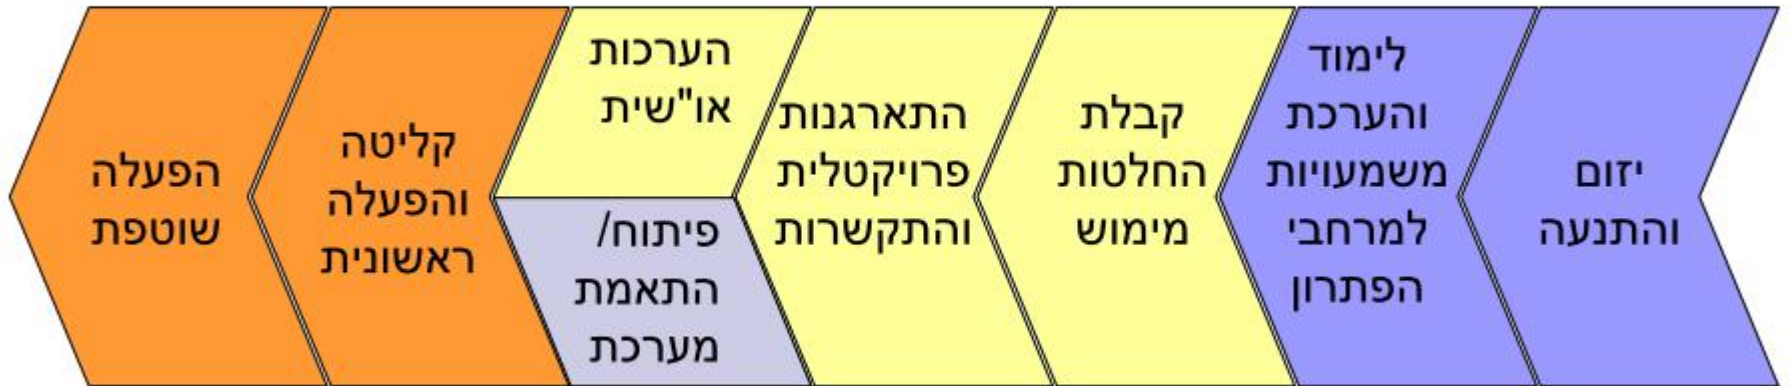 יזום
והתנעה
לימוד
והערכת
משמעויות
למרחבי
הפתרון
קבלת
החלטות
מימוש
התארגנות
פרויקטלית
והתקשרות
הערכות
או"שית
פיתוח/
התאמת
מערכת
קליטה
והפעלה
ראשונית
הפעלה
שוטפת